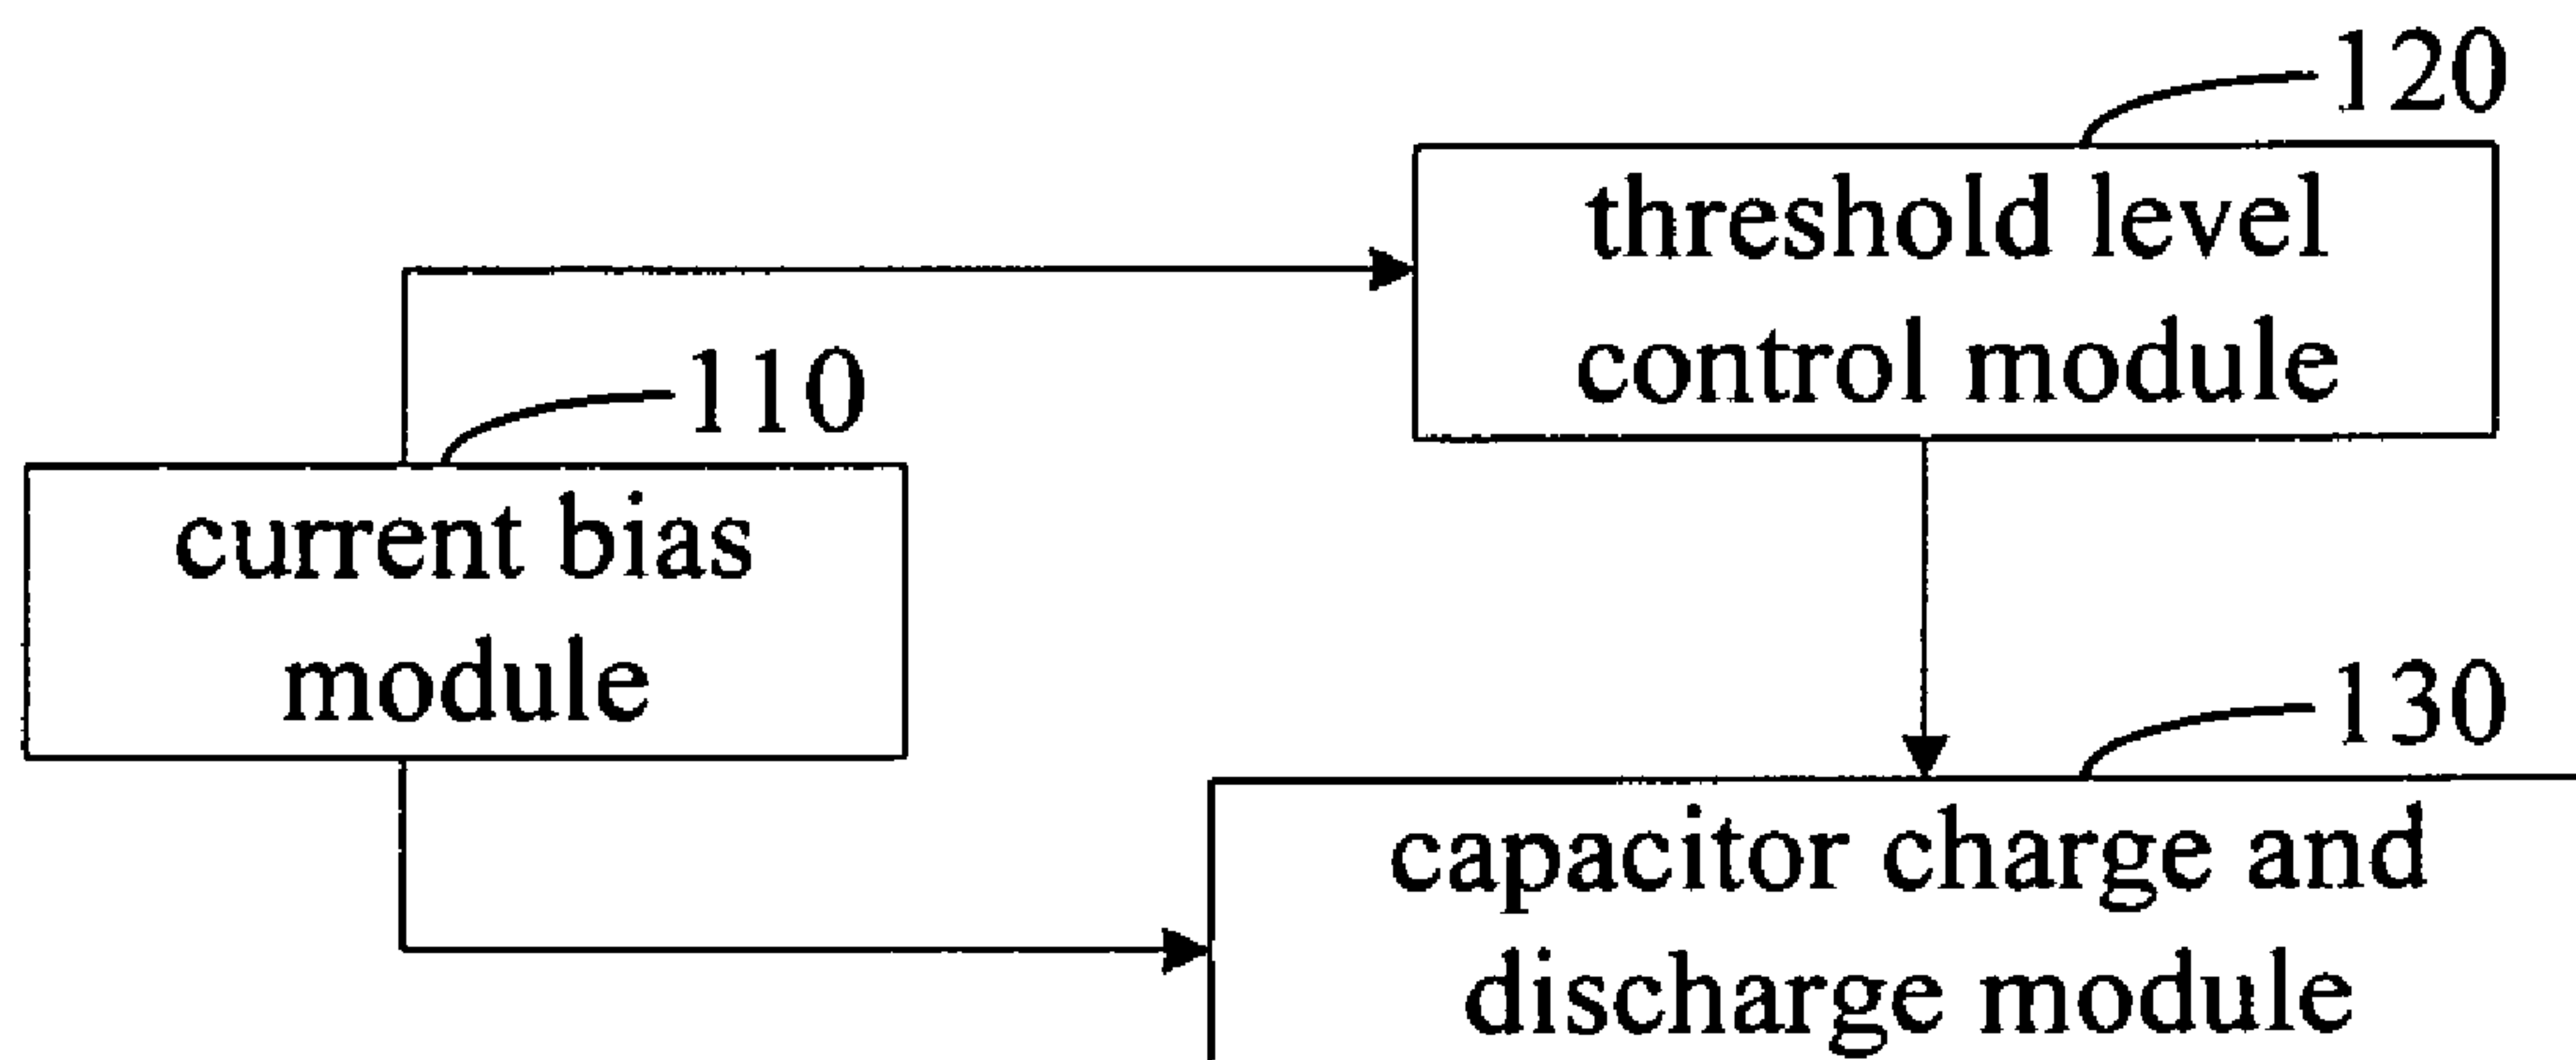 120
threshold level
control module
110
current bias
module
130
capacitor charge and
discharge module